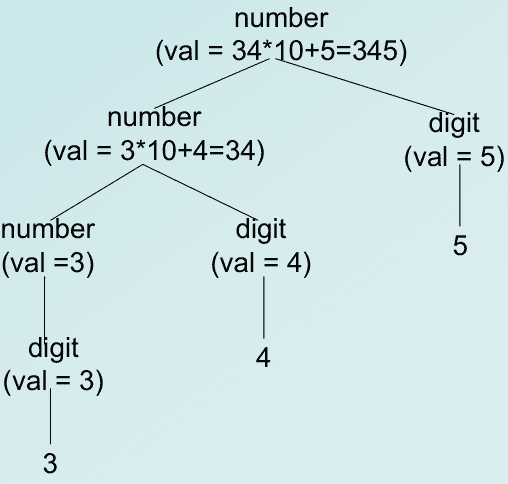 number
(val = 34*10+5=345)
number
(val = 3*10+4=34)
digit
(val = 5)
number
(val =3)
digit
(val = 4)
5
digit
(val = 3)
4
3